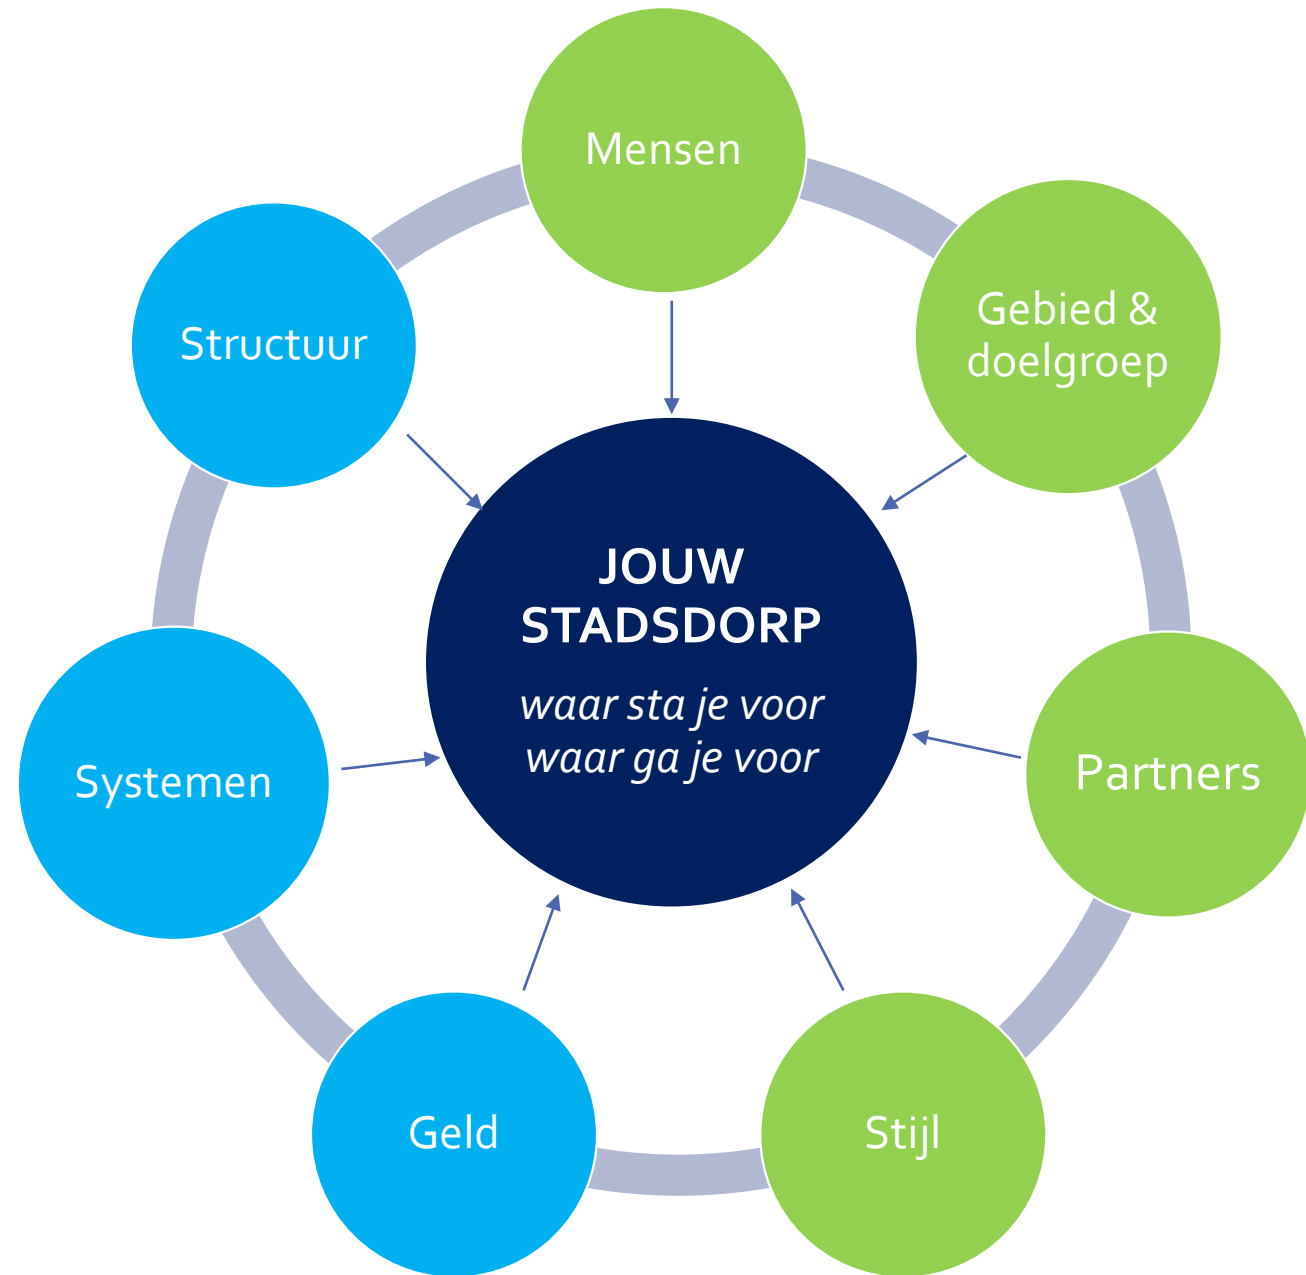 Mensen
Gebied &
doelgroep
Structuur
JOUW
STADSDORP
waar sta je voor
waar ga je voor
Partners
Systemen
Geld
Stijl